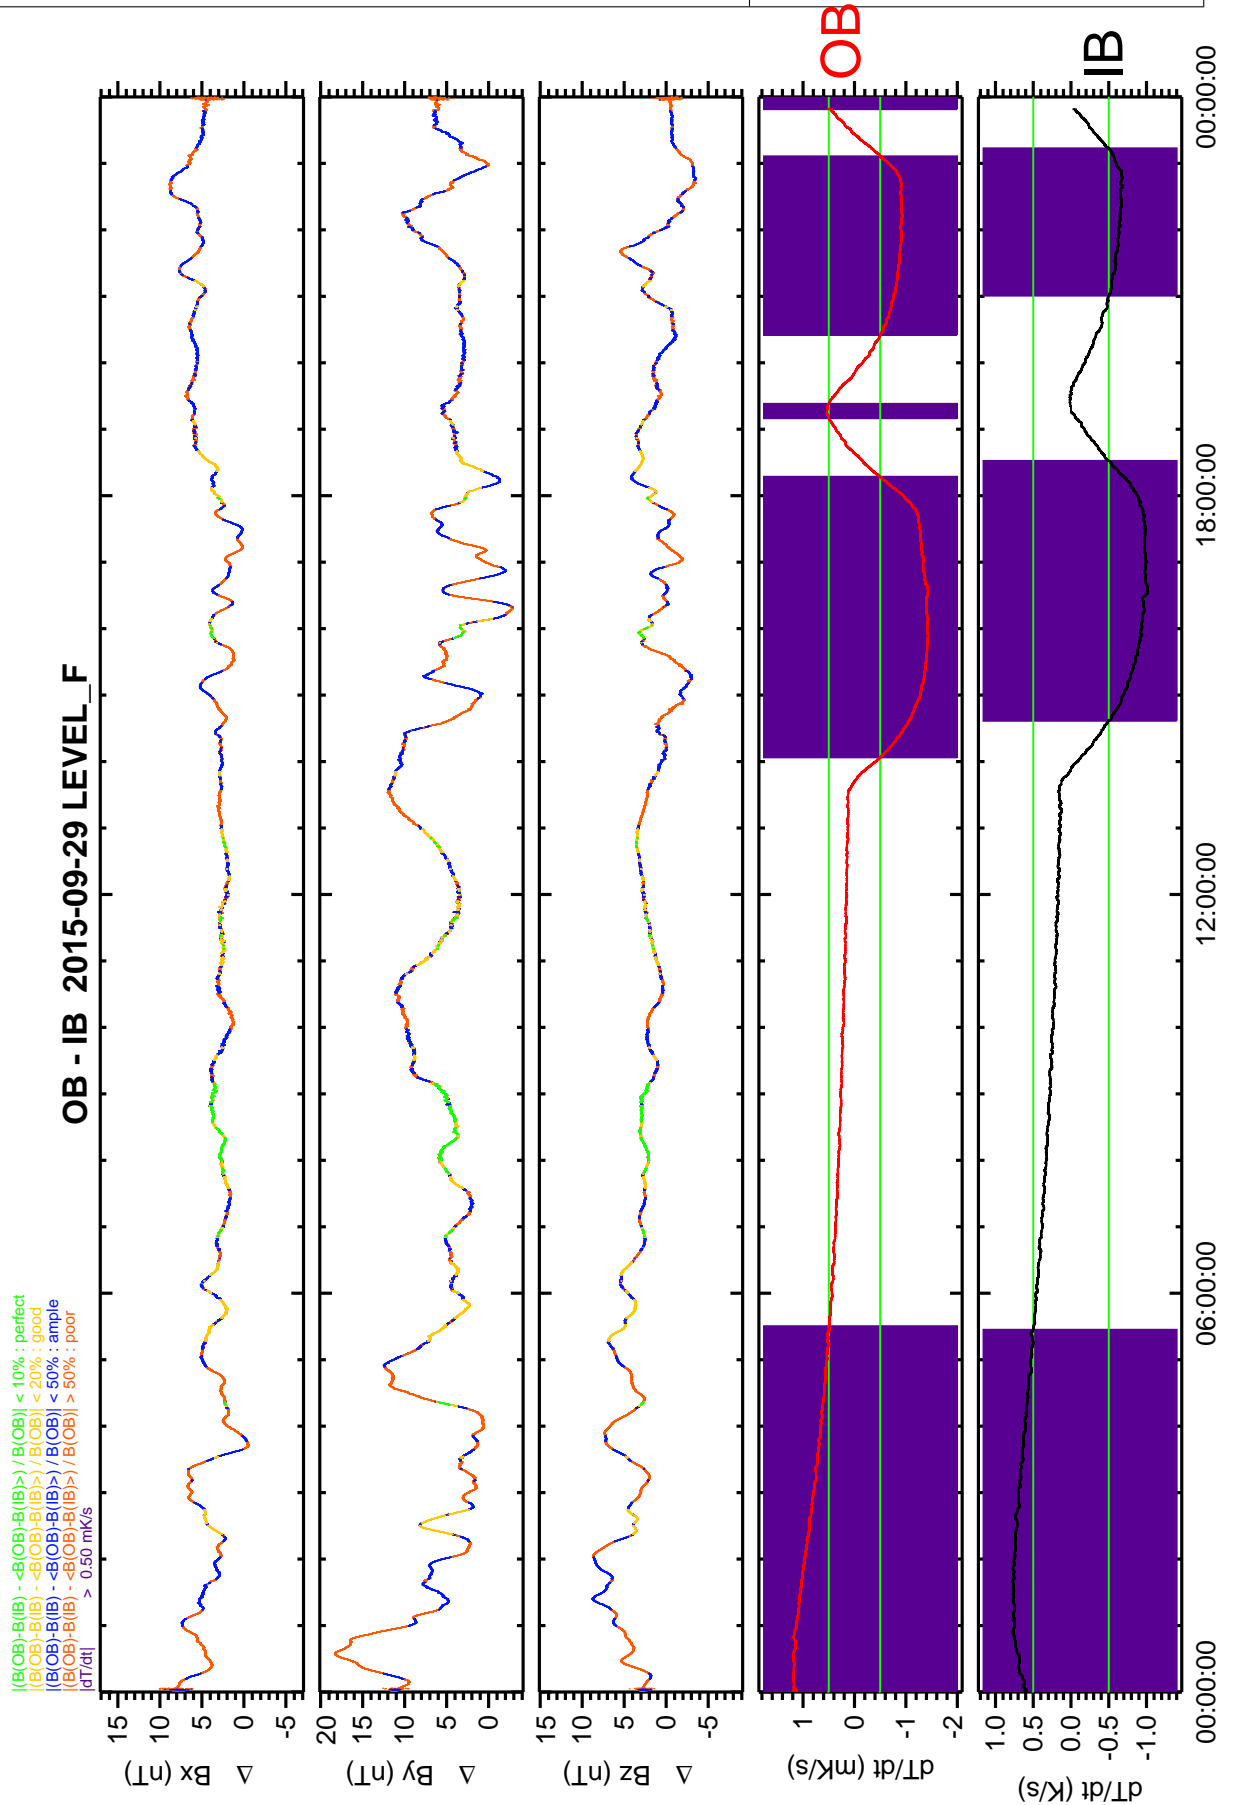 |(B(OB)-B(IB) - <B(OB)-B(IB)>) / B(OB)| < 10% : perfect
|(B(OB)-B(IB) - <B(OB)-B(IB)>) / B(OB)| < 20% : good
|(B(OB)-B(IB) - <B(OB)-B(IB)>) / B(OB)| < 50% : ample
|(B(OB)-B(IB) - <B(OB)-B(IB)>) / B(OB)| > 50% : poor
|dT/dt| > 0.50 mK/s
OB - IB 2015-09-29 LEVEL_F
Δ Bx (nT)
15
10
5
0
-5
Δ By (nT)
20
15
10
5
0
Δ Bz (nT)
15
10
5
0
-5
dT/dt (mK/s)
1
0
-1
-2
OB
dT/dt (K/s)
1.0
0.5
0.0
-0.5
-1.0
IB
00:00:00
06:00:00
12:00:00
18:00:00
00:00:00